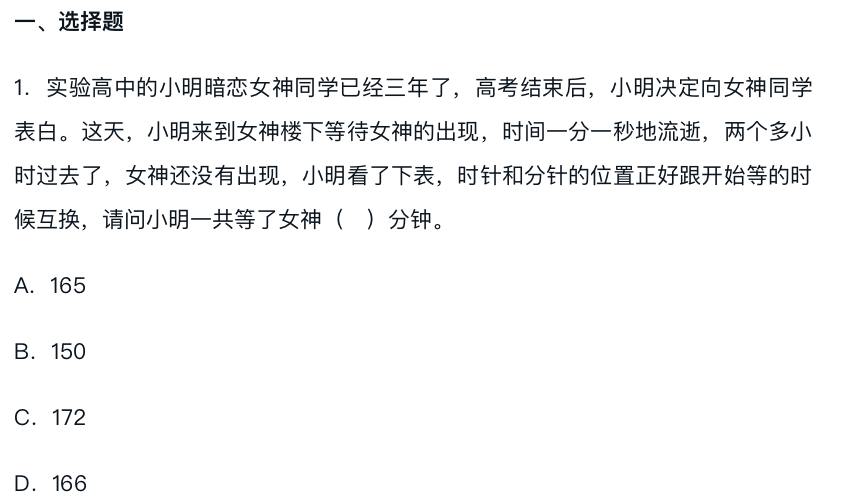 一、选择题
1. 实验高中的小明暗恋女神同学已经三年了，高考结束后，小明决定向女神同学
表白。这天，小明来到女神楼下等待女神的出现，时间一分一秒地流逝，两个多小
时过去了，女神还没有出现，小明看了下表，时针和分针的位置正好跟开始等的时
候互换，请问小明一共等了女神（　）分钟。
A. 165
B. 150
C. 172
D. 166